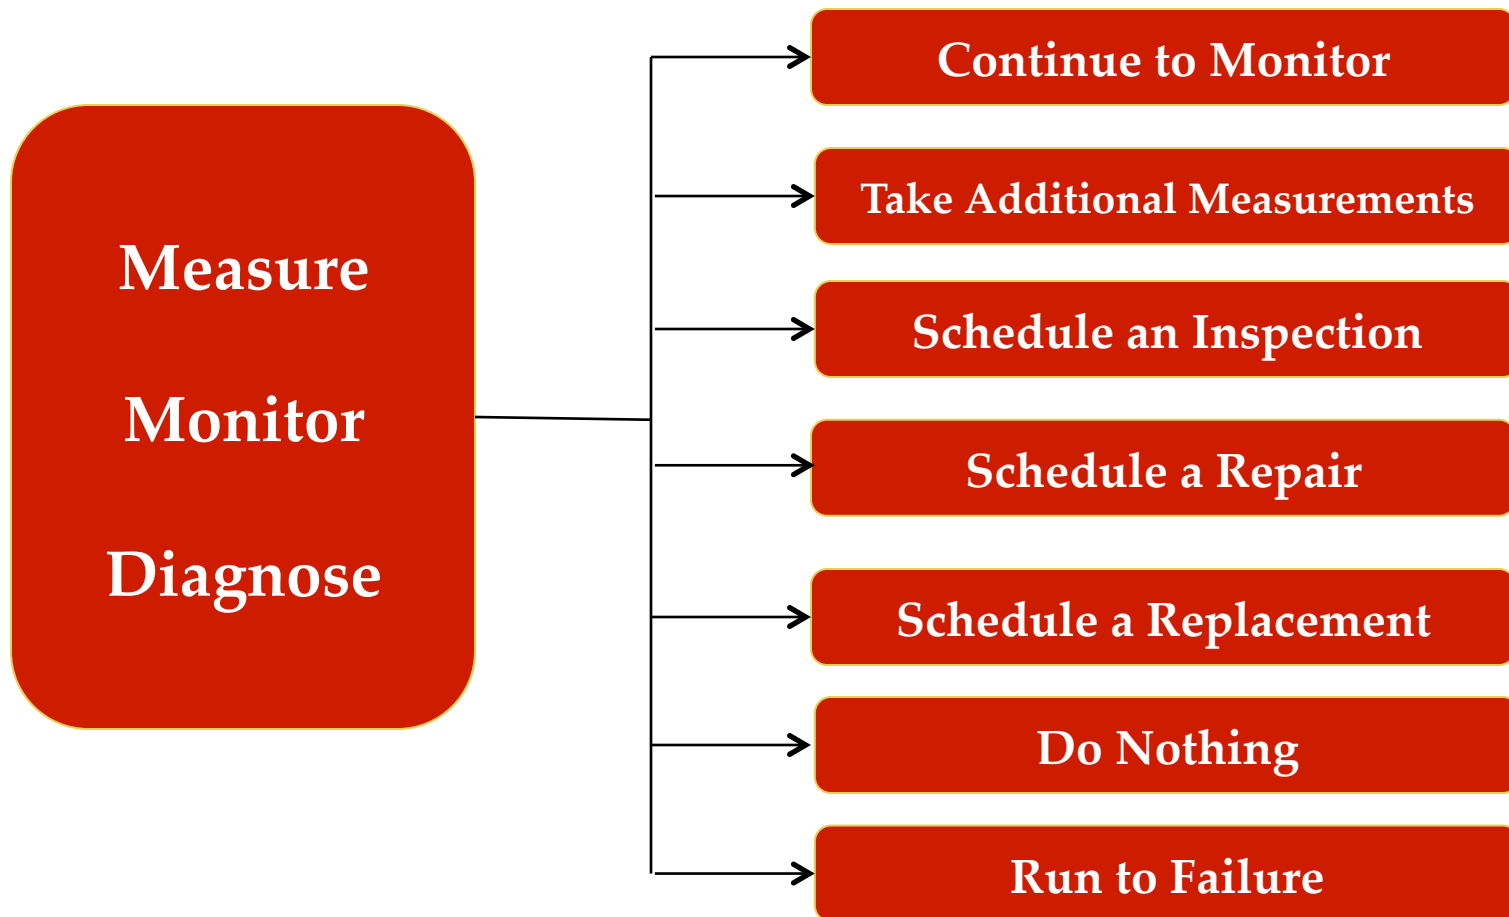 Measure
Monitor
Diagnose
Continue to Monitor
Take Additional Measurements
Schedule an Inspection
Schedule a Repair
Schedule a Replacement
Do Nothing
Run to Failure